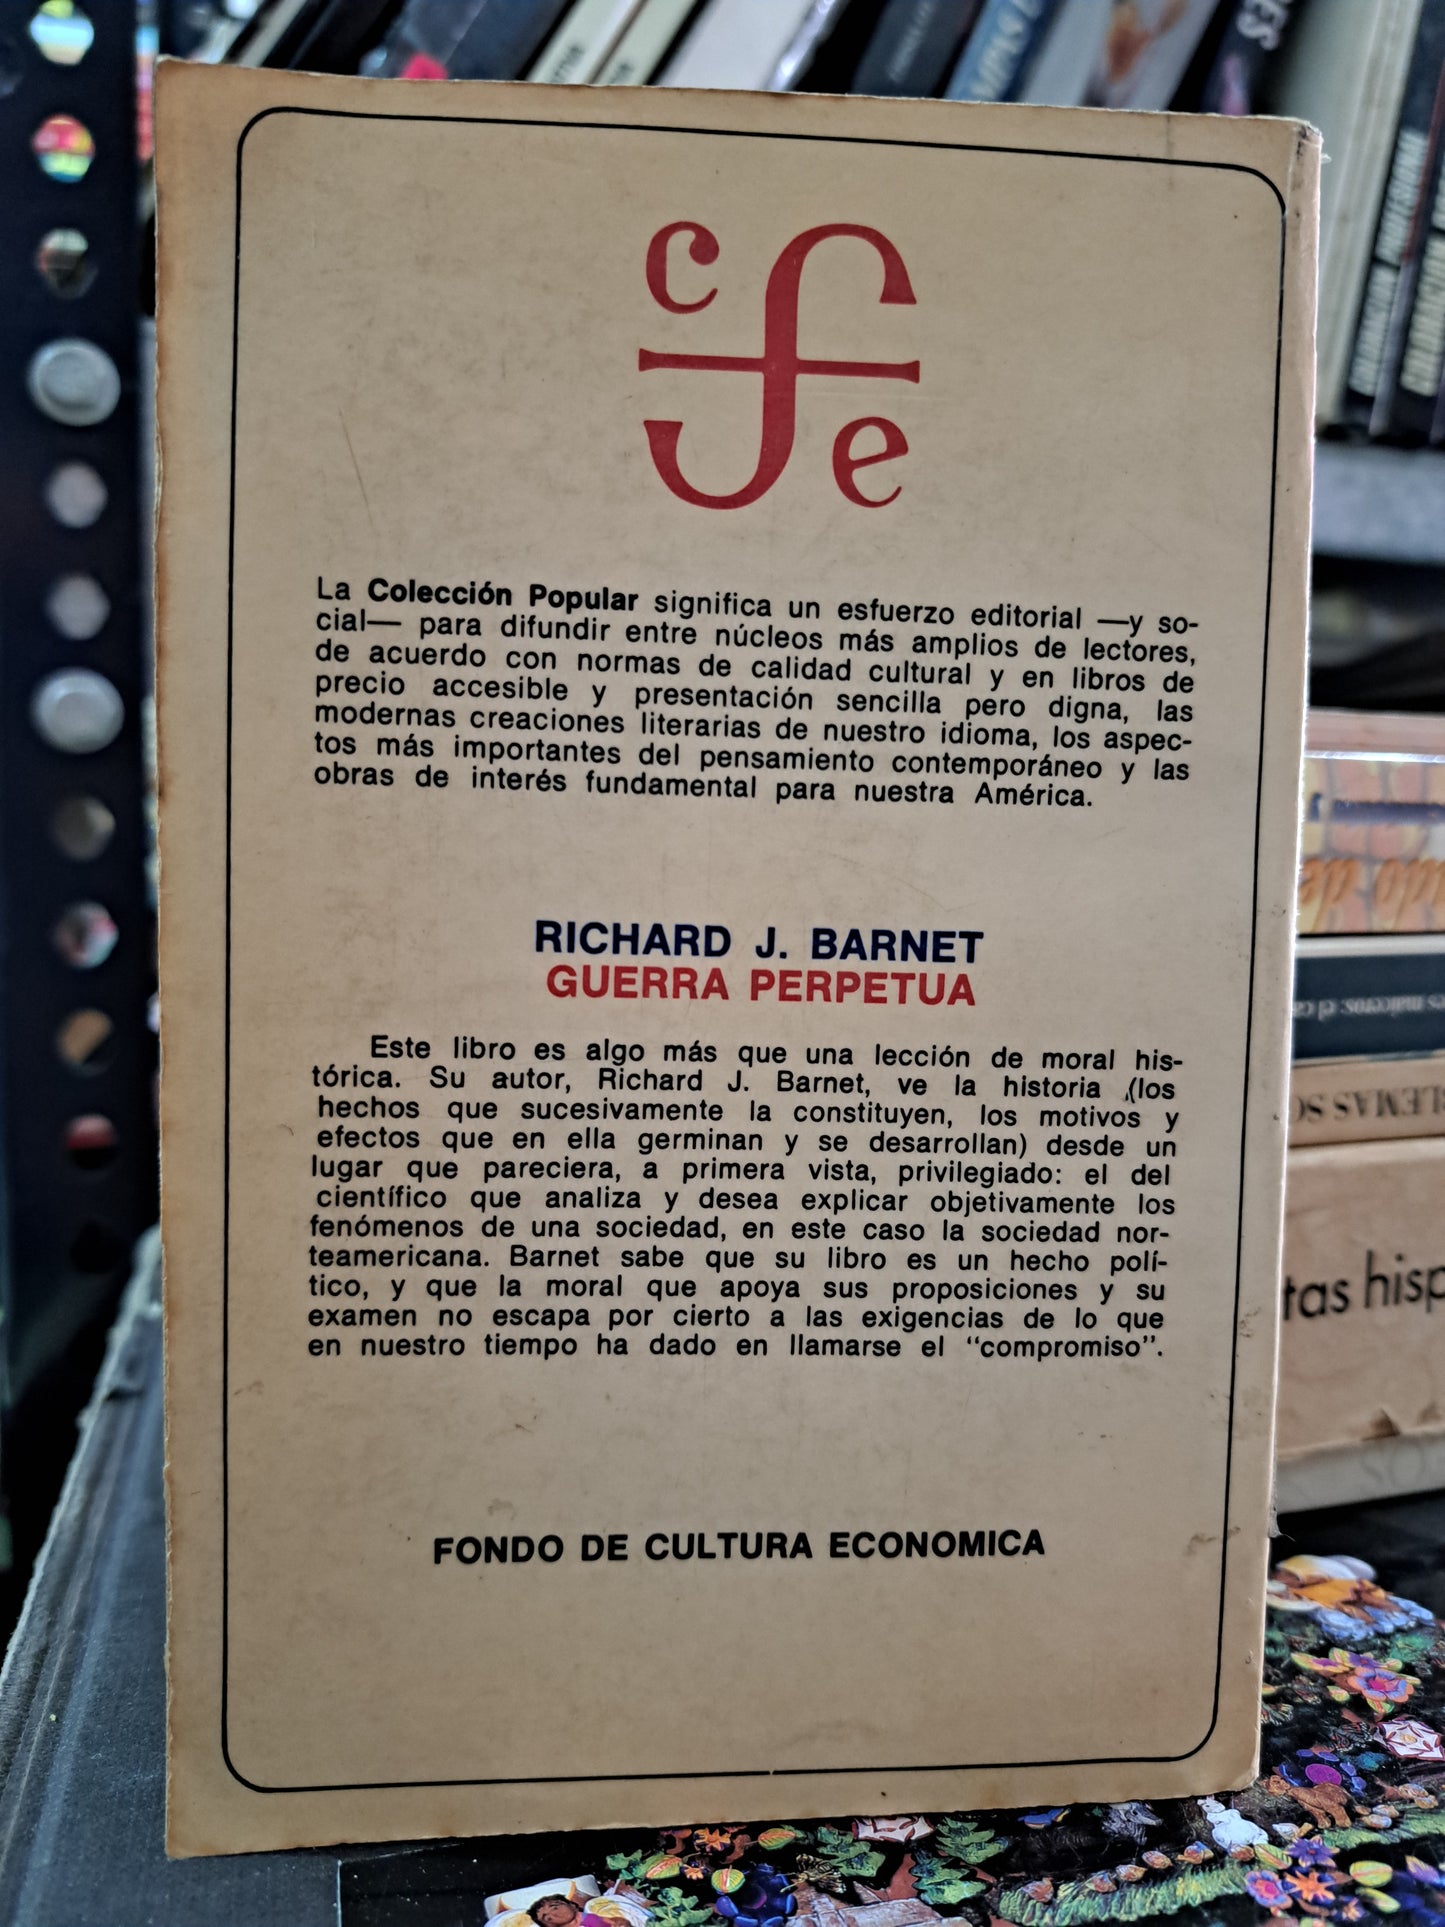 c
f
e
La Colección Popular significa un esfuerzo editorial —y so-
cial— para difundir entre núcleos más amplios de lectores,
de acuerdo con normas de calidad cultural y en libros de
precio accesible y presentación sencilla pero digna, las
modernas creaciones literarias de nuestro idioma, los aspec-
tos más importantes del pensamiento contemporáneo y las
obras de interés fundamental para nuestra América.
RICHARD J. BARNET
GUERRA PERPETUA
Este libro es algo más que una lección de moral his-
tórica. Su autor, Richard J. Barnet, ve la historia (los
hechos que sucesivamente la constituyen, los motivos y
efectos que en ella germinan y se desarrollan) desde un
lugar que pareciera, a primera vista, privilegiado: el del
científico que analiza y desea explicar objetivamente los
fenómenos de una sociedad, en este caso la sociedad nor-
teamericana. Barnet sabe que su libro es un hecho polí-
tico, y que la moral que apoya sus proposiciones y su
examen no escapa por cierto a las exigencias de lo que
en nuestro tiempo ha dado en llamarse el "compromiso".
FONDO DE CULTURA ECONOMICA
tas hisp